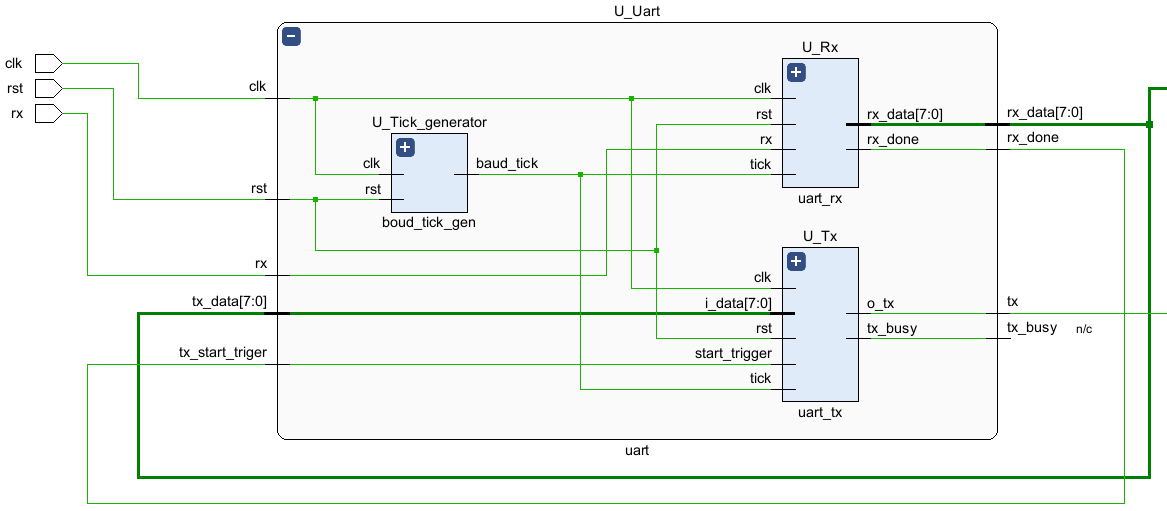 U_Uart
clk
rst
rx
clk
rst
rx
tx_data[7:0]
tx_start_triger
U_Tick_generator
clk
rst
baud_tick
boud_tick_gen
U_Rx
clk
rst
rx
tick
rx_data[7:0]
rx_done
uart_rx
U_Tx
clk
i_data[7:0]
rst
start_trigger
tick
o_tx
tx_busy
uart_tx
rx_data[7:0]
rx_done
tx
tx_busy n/c
uart